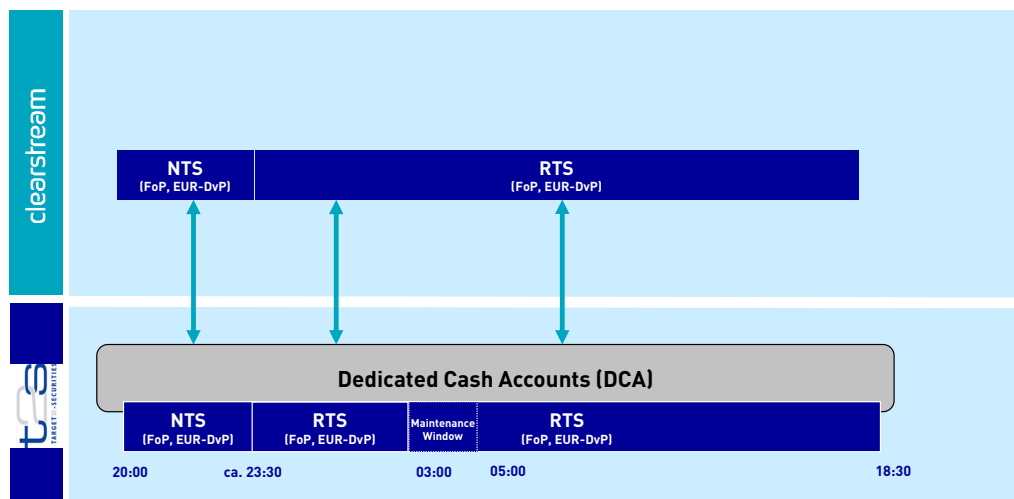 clearstream
NTS
(FoP, EUR-DvP)
RTS
(FoP, EUR-DvP)
t2s
TARGET2-SECURITIES
Dedicated Cash Accounts (DCA)
NTS
(FoP, EUR-DvP)
RTS
(FoP, EUR-DvP)
Maintenance
Window
RTS
(FoP, EUR-DvP)
20:00
ca. 23:30
03:00
05:00
18:30